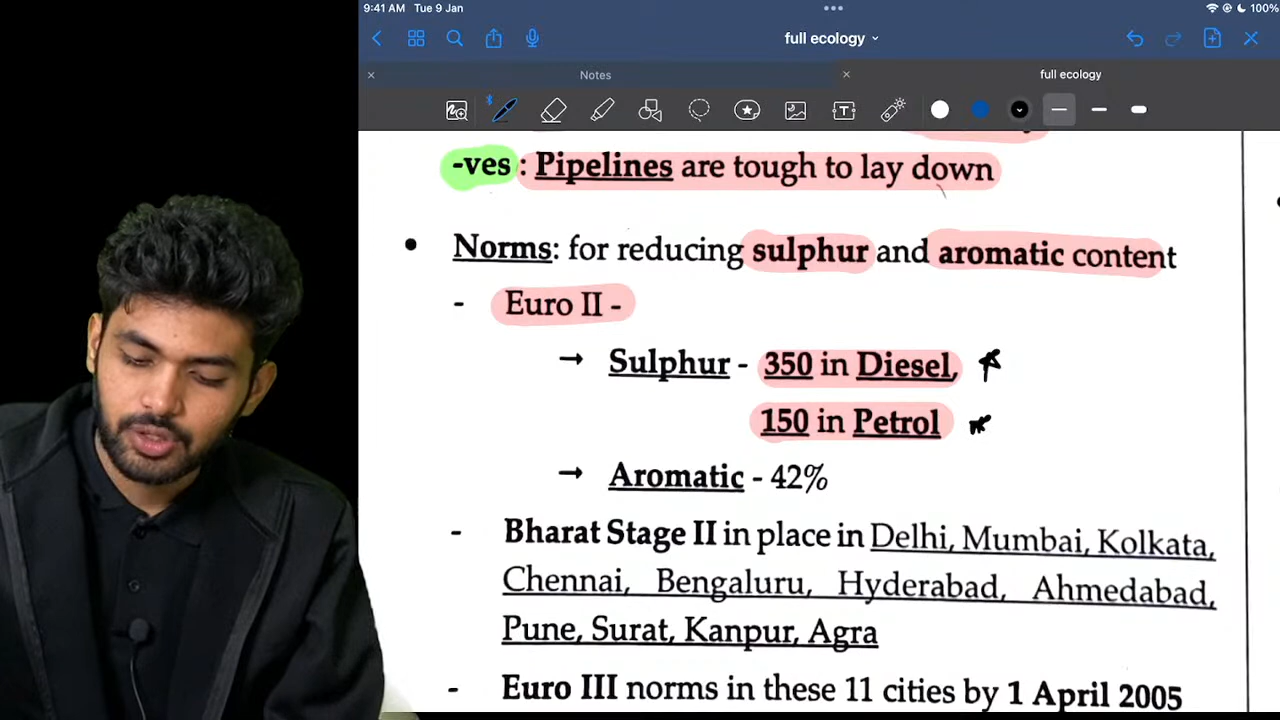 9:41 AM Tue 9 Jan
100%
full ecology
Notes
full ecology
-ves : Pipelines are tough to lay down
• Norms: for reducing sulphur and aromatic content
- Euro II -
→ Sulphur - 350 in Diesel,
150 in Petrol
→ Aromatic - 42%
- Bharat Stage II in place in Delhi, Mumbai, Kolkata,
Chennai, Bengaluru, Hyderabad, Ahmedabad,
Pune, Surat, Kanpur, Agra
- Euro III norms in these 11 cities by 1 April 2005